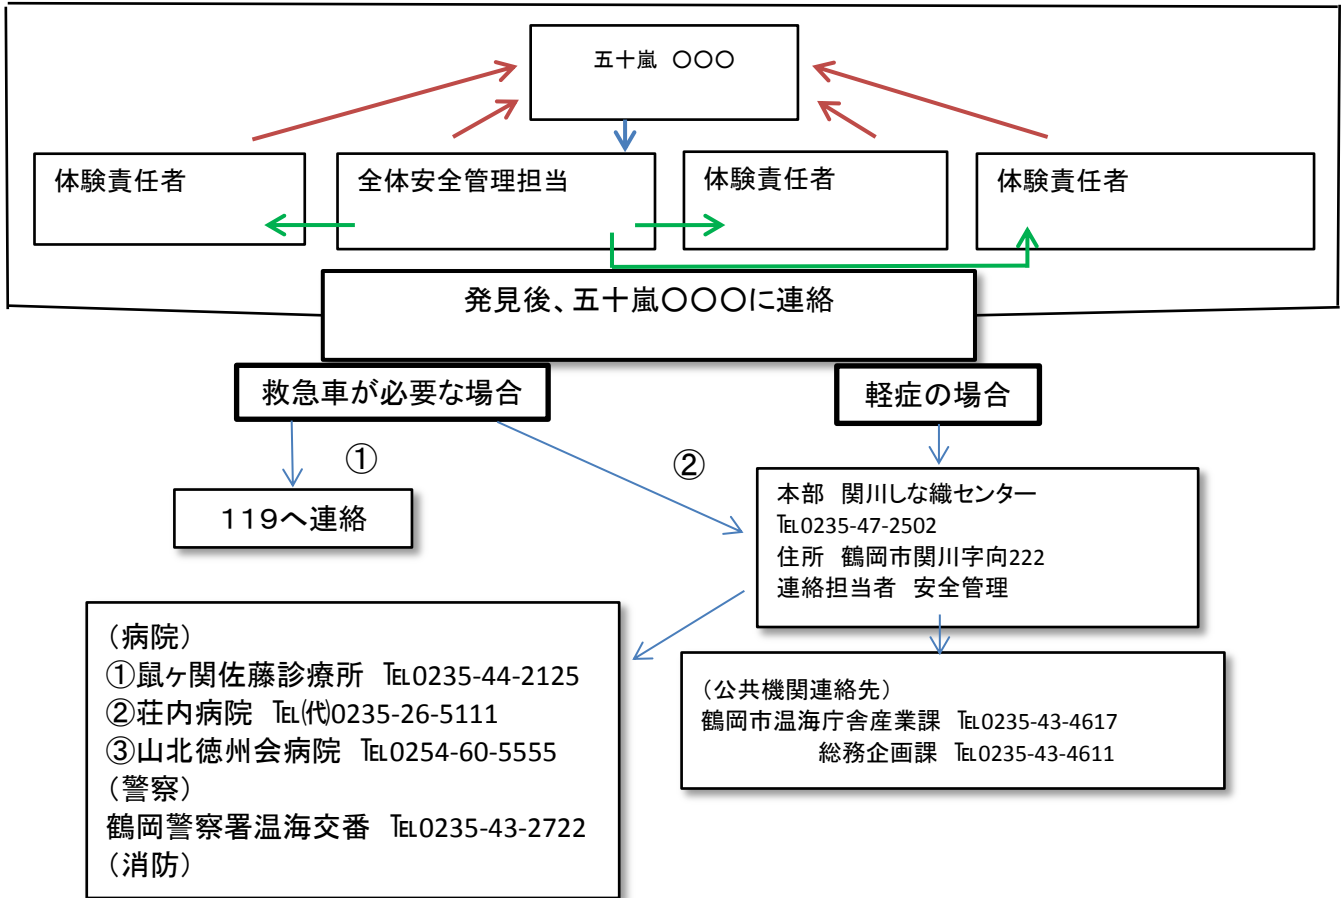 五十嵐 〇〇〇
体験責任者
全体安全管理担当
体験責任者
体験責任者
発見後、五十嵐〇〇〇に連絡
救急車が必要な場合
軽症の場合
①
②
119へ連絡
本部 関川しな織センター
℡0235-47-2502
住所 鶴岡市関川字向222
連絡担当者 安全管理
(病院)
①鼠ヶ関佐藤診療所 ℡0235-44-2125
②荘内病院 ℡㈹0235-26-5111
③山北徳州会病院 ℡0254-60-5555
(警察)
鶴岡警察署温海交番 ℡0235-43-2722
(消防)
(公共機関連絡先)
鶴岡市温海庁舎産業課 ℡0235-43-4617
総務企画課 ℡0235-43-4611